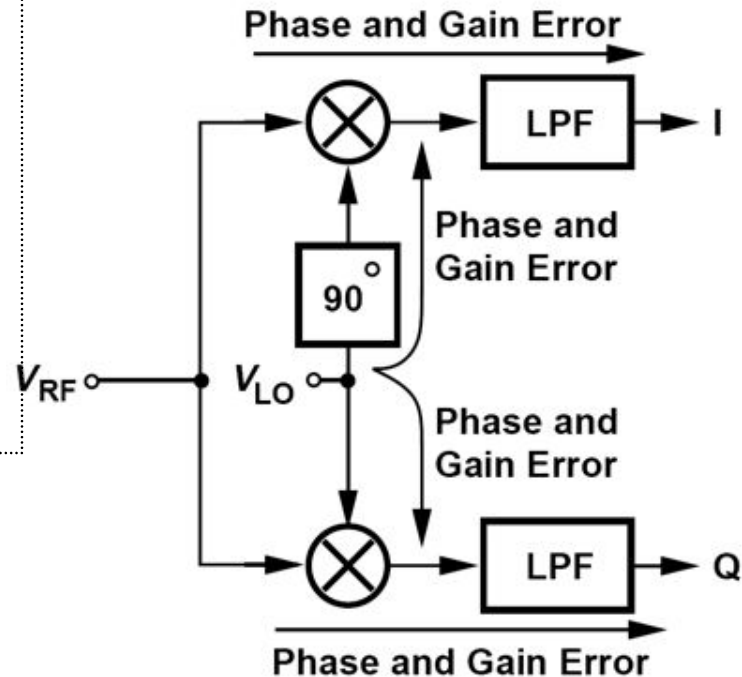 Phase and Gain Error
LPF
I
Phase and
Gain Error
90°
V_RF
V_LO
Phase and
Gain Error
LPF
Q
Phase and Gain Error